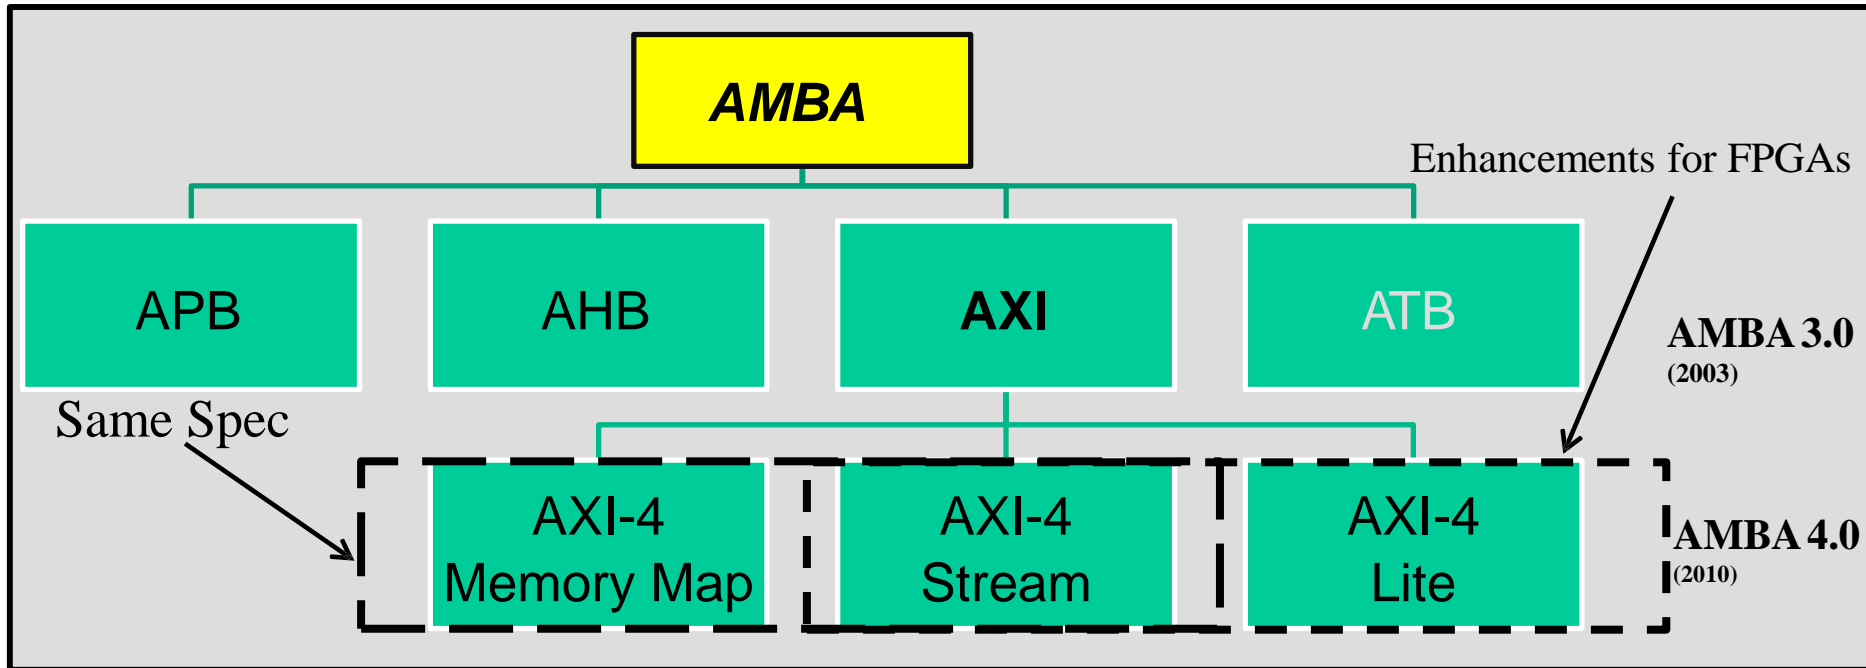 AMBA
Enhancements for FPGAs
APB
AHB
AXI
ATB
AMBA 3.0
(2003)
Same Spec
AXI-4
Memory Map
AXI-4
Stream
AXI-4
Lite
AMBA 4.0
(2010)